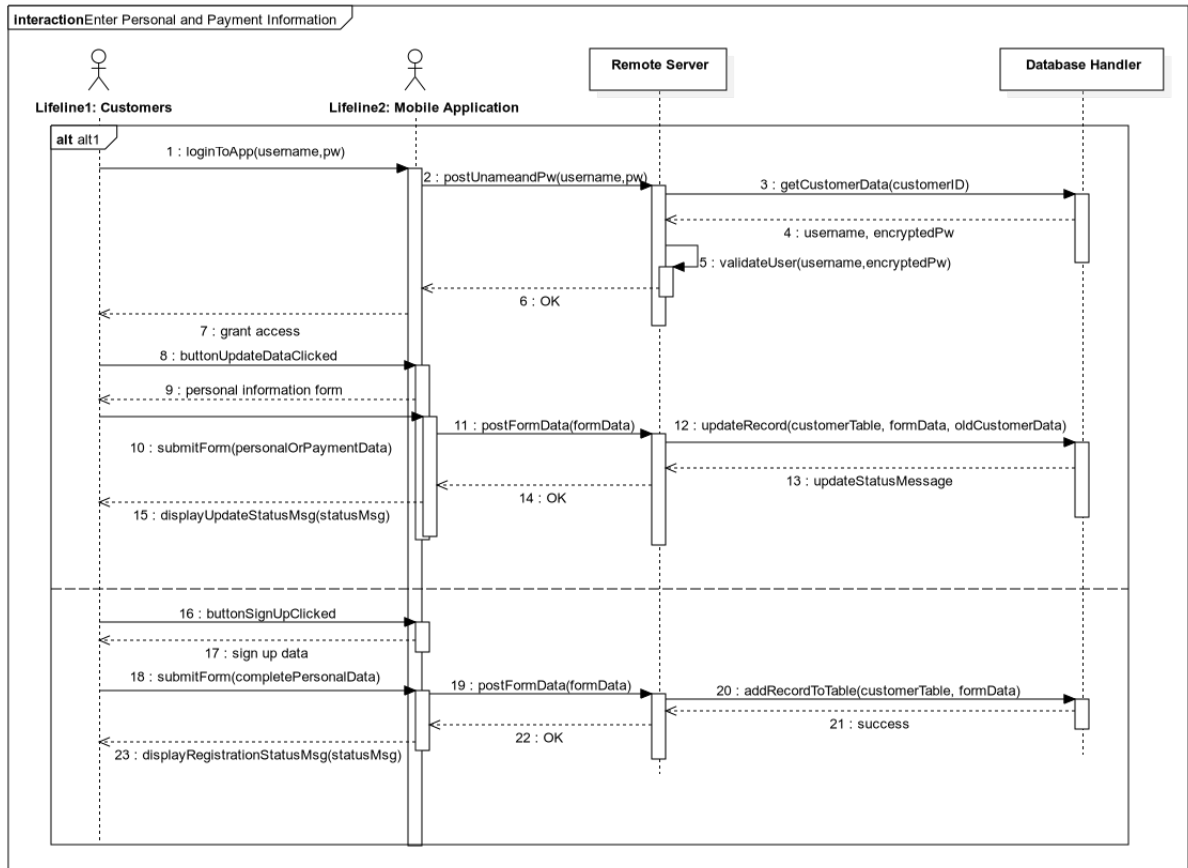 interactionEnter Personal and Payment Information
Remote Server
Database Handler
Lifeline1: Customers
Lifeline2: Mobile Application
alt alt1
1 : loginToApp(username,pw)
2 : postUnameandPw(username,pw)
3 : getCustomerData(customerID)
4 : username, encryptedPw
5 : validateUser(username,encryptedPw)
6 : OK
7 : grant access
8 : buttonUpdateDataClicked
9 : personal information form
10 : submitForm(personalOrPaymentData)
11 : postFormData(formData)
12 : updateRecord(customerTable, formData, oldCustomerData)
13 : updateStatusMessage
14 : OK
15 : displayUpdateStatusMsg(statusMsg)
16 : buttonSignUpClicked
17 : sign up data
18 : submitForm(completePersonalData)
19 : postFormData(formData)
20 : addRecordToTable(customerTable, formData)
21 : success
22 : OK
23 : displayRegistrationStatusMsg(statusMsg)